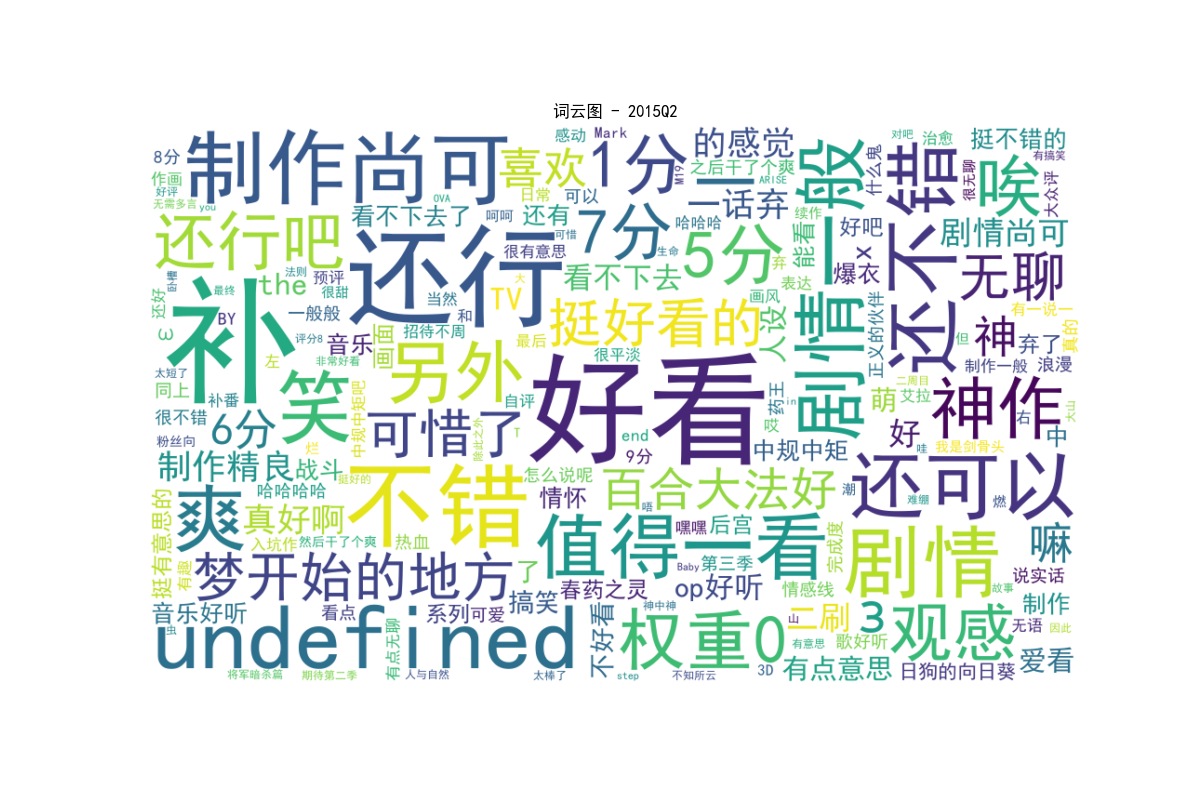 词云图 - 2015Q2
8分
作画
好评
无需多言
you
制作尚可
OVA
喜欢
日常
感动
Mark
1分
M19
的感觉
之后干了个爽
ARISE
一般
一话弃
对吧
治愈
什么鬼
很无聊
错
唉
挺不错的
有搞笑
大众评
还行吧
看不下去了
呵呵
还有
可以
7分
哈哈哈
续作
好吧
能看
x
还不错
剧情尚可
还行
很有意思
可惜
生命
看不下去
5分
弃
表达
爆衣
无聊
卧槽
法则
the
预评
很甜
当然
和
TV
大
还好
最终
补
BY
ω
一般般
音乐
画面
招待不周
最后
挺好看的
画风
人设
剧情一般
正义的伙伴
神
有一说一
弃了
真的
但
评分8
左
非常好看
另外
很平淡
好看
太短了
同上
补番
笑
中规中矩吧
自评
药王
in
哎
萌
艾拉
二周目
制作一般
浪漫
神作
大山
很不错
粉丝向
6分
烂
可惜了
除此之外
T
end
9分
中规中矩
好
哇
我是剑骨头
右
中
制作精良
战斗
挺好的
不错
怎么说呢
情怀
百合大法好
唔
潮
还可以
难绷
燃
挺有意思的
爽
哈哈哈哈
真好啊
入坑作
然后干了个爽
热血
值得一看
嘿嘿
后宫
完成度
嘛
有趣
梦开始的地方
了
春药之灵
Baby
第三季
op好听
情感线
剧情
说实话
故事
音乐好听
虫
看点
系列
可爱
搞笑
不好看
神中神
山
二刷
3
观感
制作
无语
因此
undefined
有点无聊
权重0
有意思
歌好听
爱看
将军暗杀篇
期待第二季
人与自然
太棒了
step
不知所云
3D
有点意思
日狗的向日葵